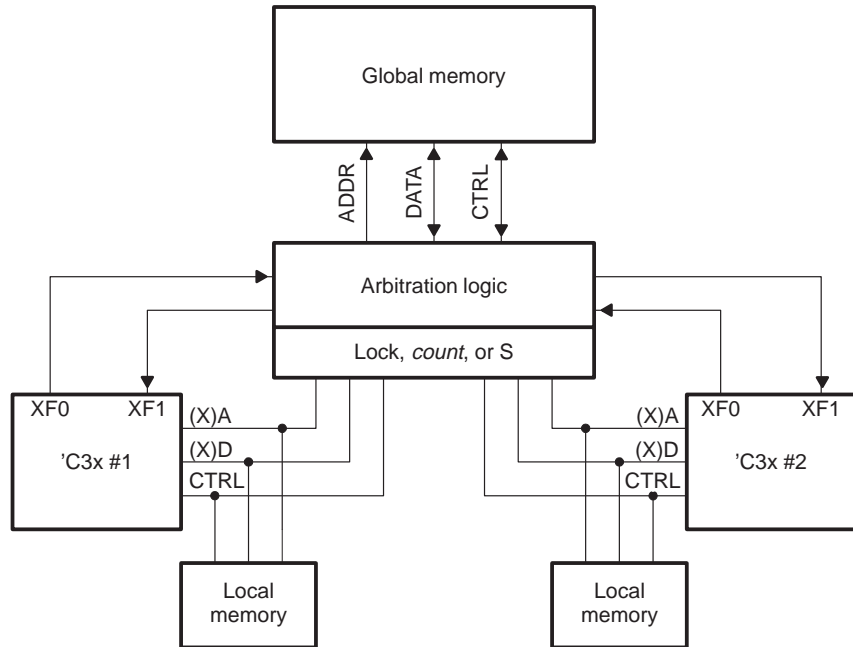 Global memory
ADDR
DATA
CTRL
Arbitration logic
Lock, count, or S
XF0 XF1
’C3x #1
(X)A
(X)D
CTRL
(X)A
(X)D
CTRL
XF0 XF1
’C3x #2
Local
memory
Local
memory